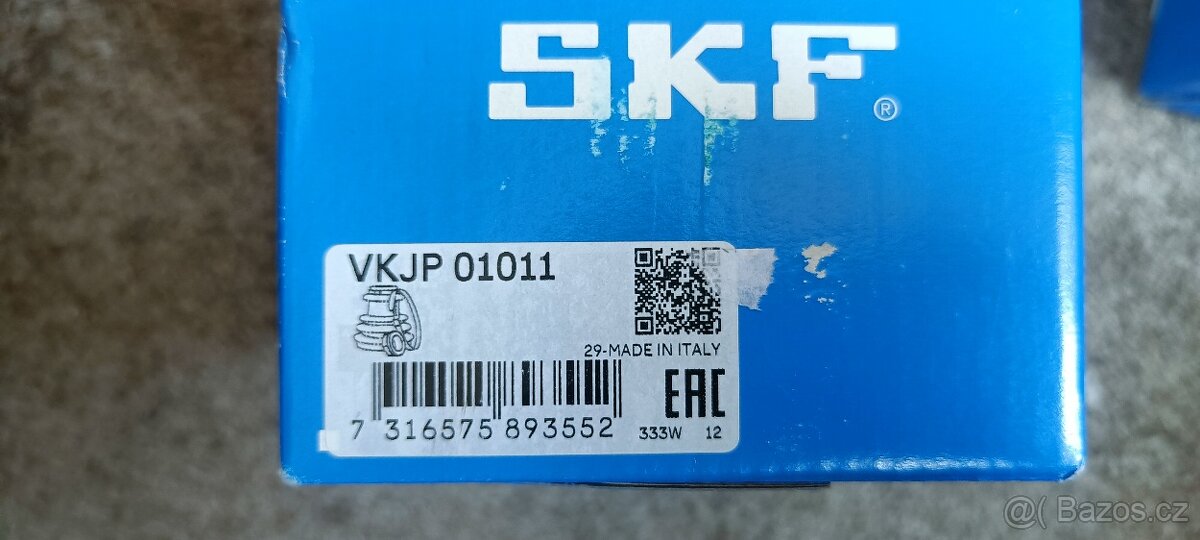 SKF
®
VKJP 01011
29-MADE IN ITALY
EAC
7 316575 893552
333W 12
@( Bazos.cz